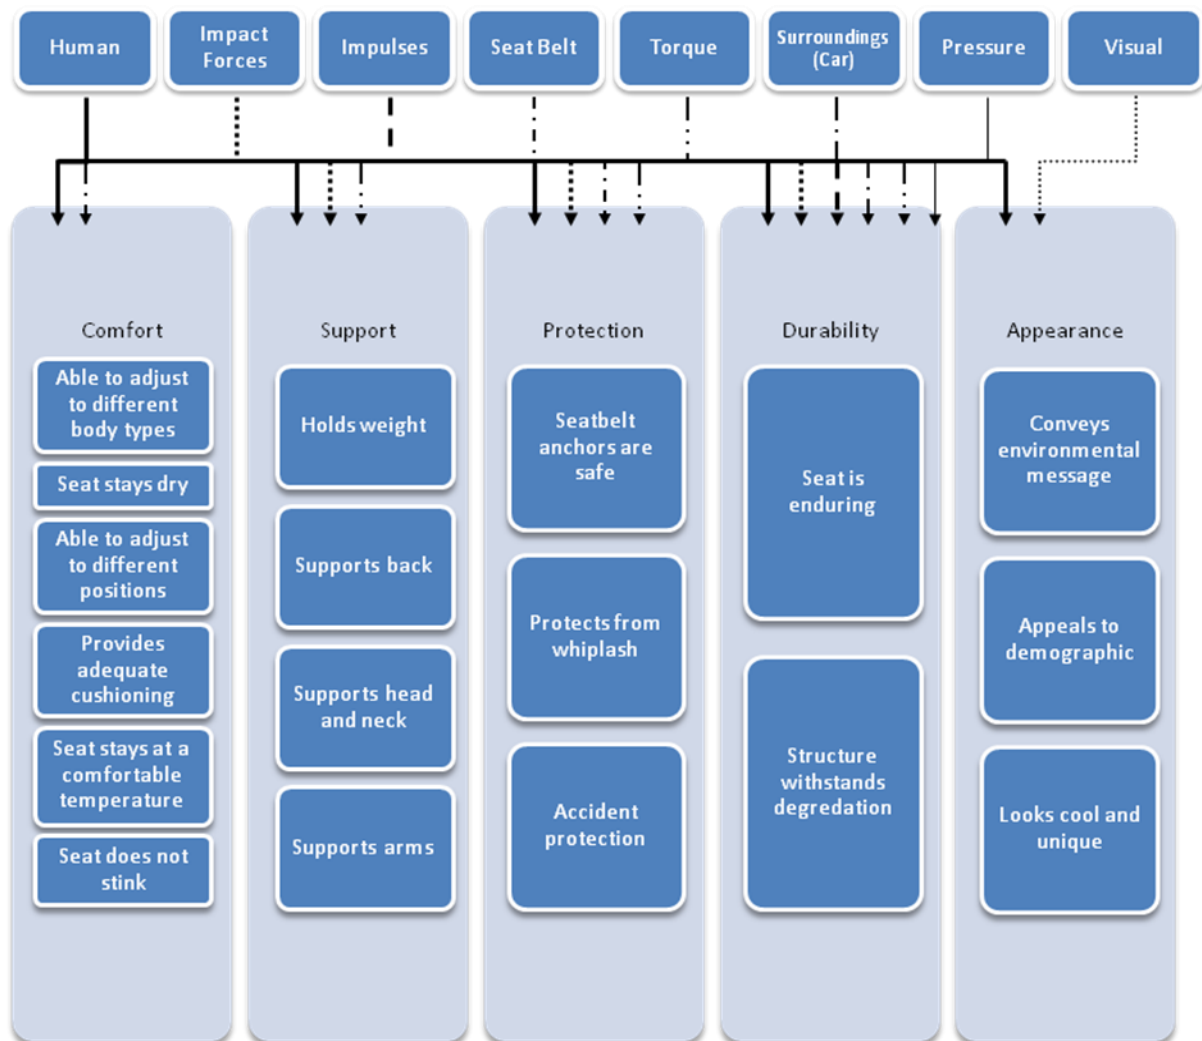 Human
Impact
Forces
Impulses
Seat Belt
Torque
Surroundings
(Car)
Pressure
Visual
Comfort
Able to adjust
to different
body types
Seat stays dry
Able to adjust
to different
positions
Provides
adequate
cushioning
Seat stays at a
comfortable
temperature
Seat does not
stink
Support
Holds weight
Supports back
Supports head
and neck
Supports arms
Protection
Seatbelt
anchors are
safe
Protects from
whiplash
Accident
protection
Durability
Seat is
enduring
Structure
withstands
degredation
Appearance
Conveys
environmental
message
Appeals to
demographic
Looks cool and
unique